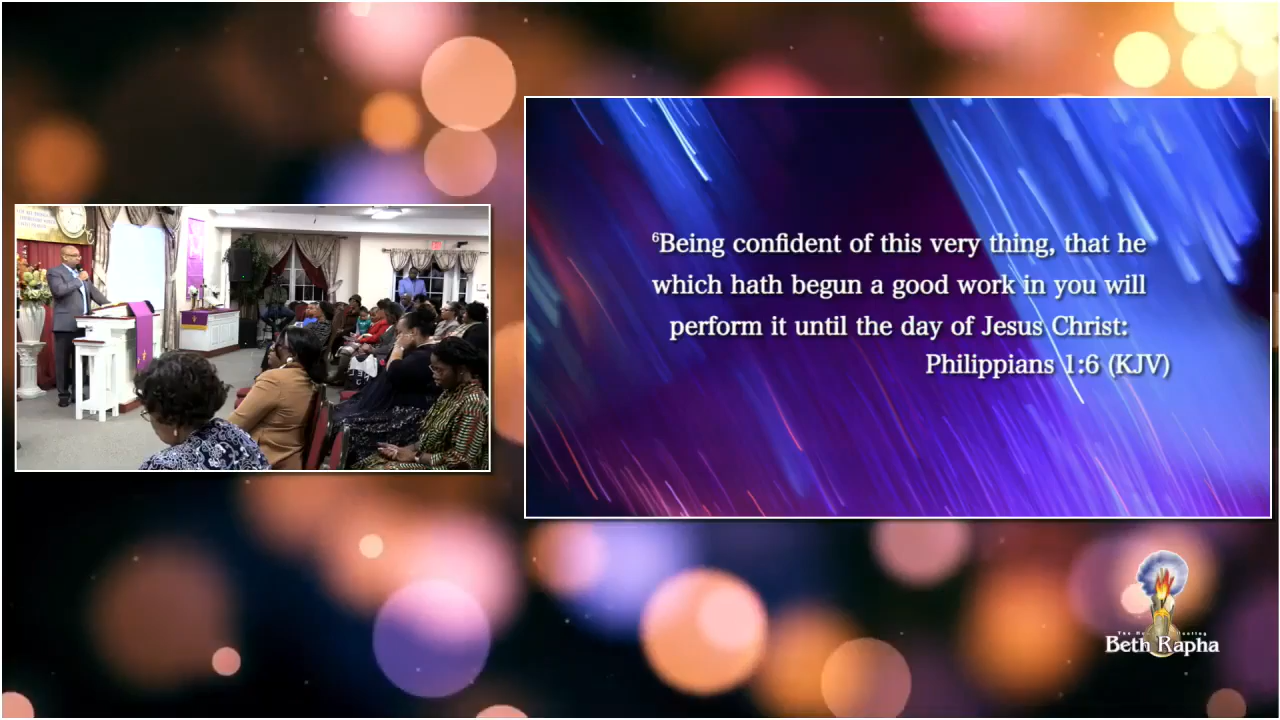 ⁶Being confident of this very thing, that he
which hath begun a good work in you will
perform it until the day of Jesus Christ:
Philippians 1:6 (KJV)
Beth Rapha